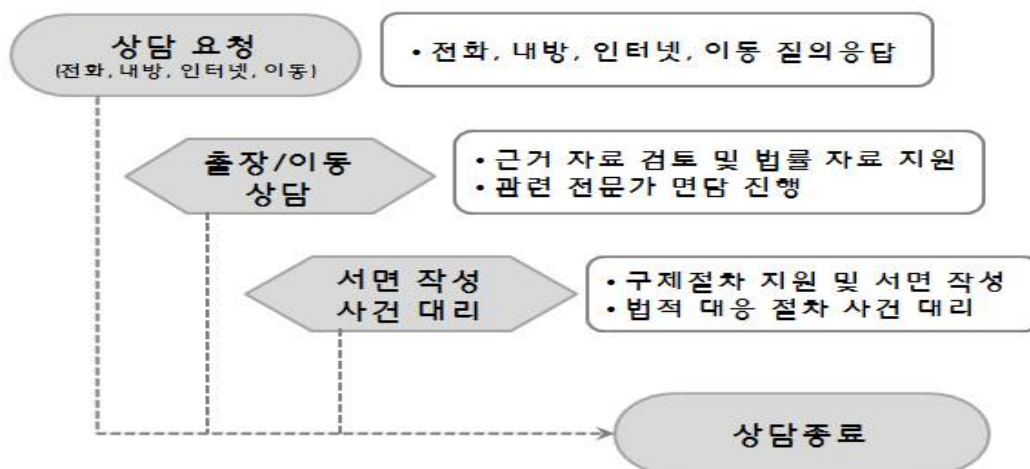 상담 요청
(전화, 내방, 인터넷, 이동)
• 전화, 내방, 인터넷, 이동 질의응답
출장/이동
상담
• 근거 자료 검토 및 법률 자료 지원
• 관련 전문가 면담 진행
서면 작성
사건 대리
• 구제절차 지원 및 서면 작성
• 법적 대응 절차 사건 대리
상담종료